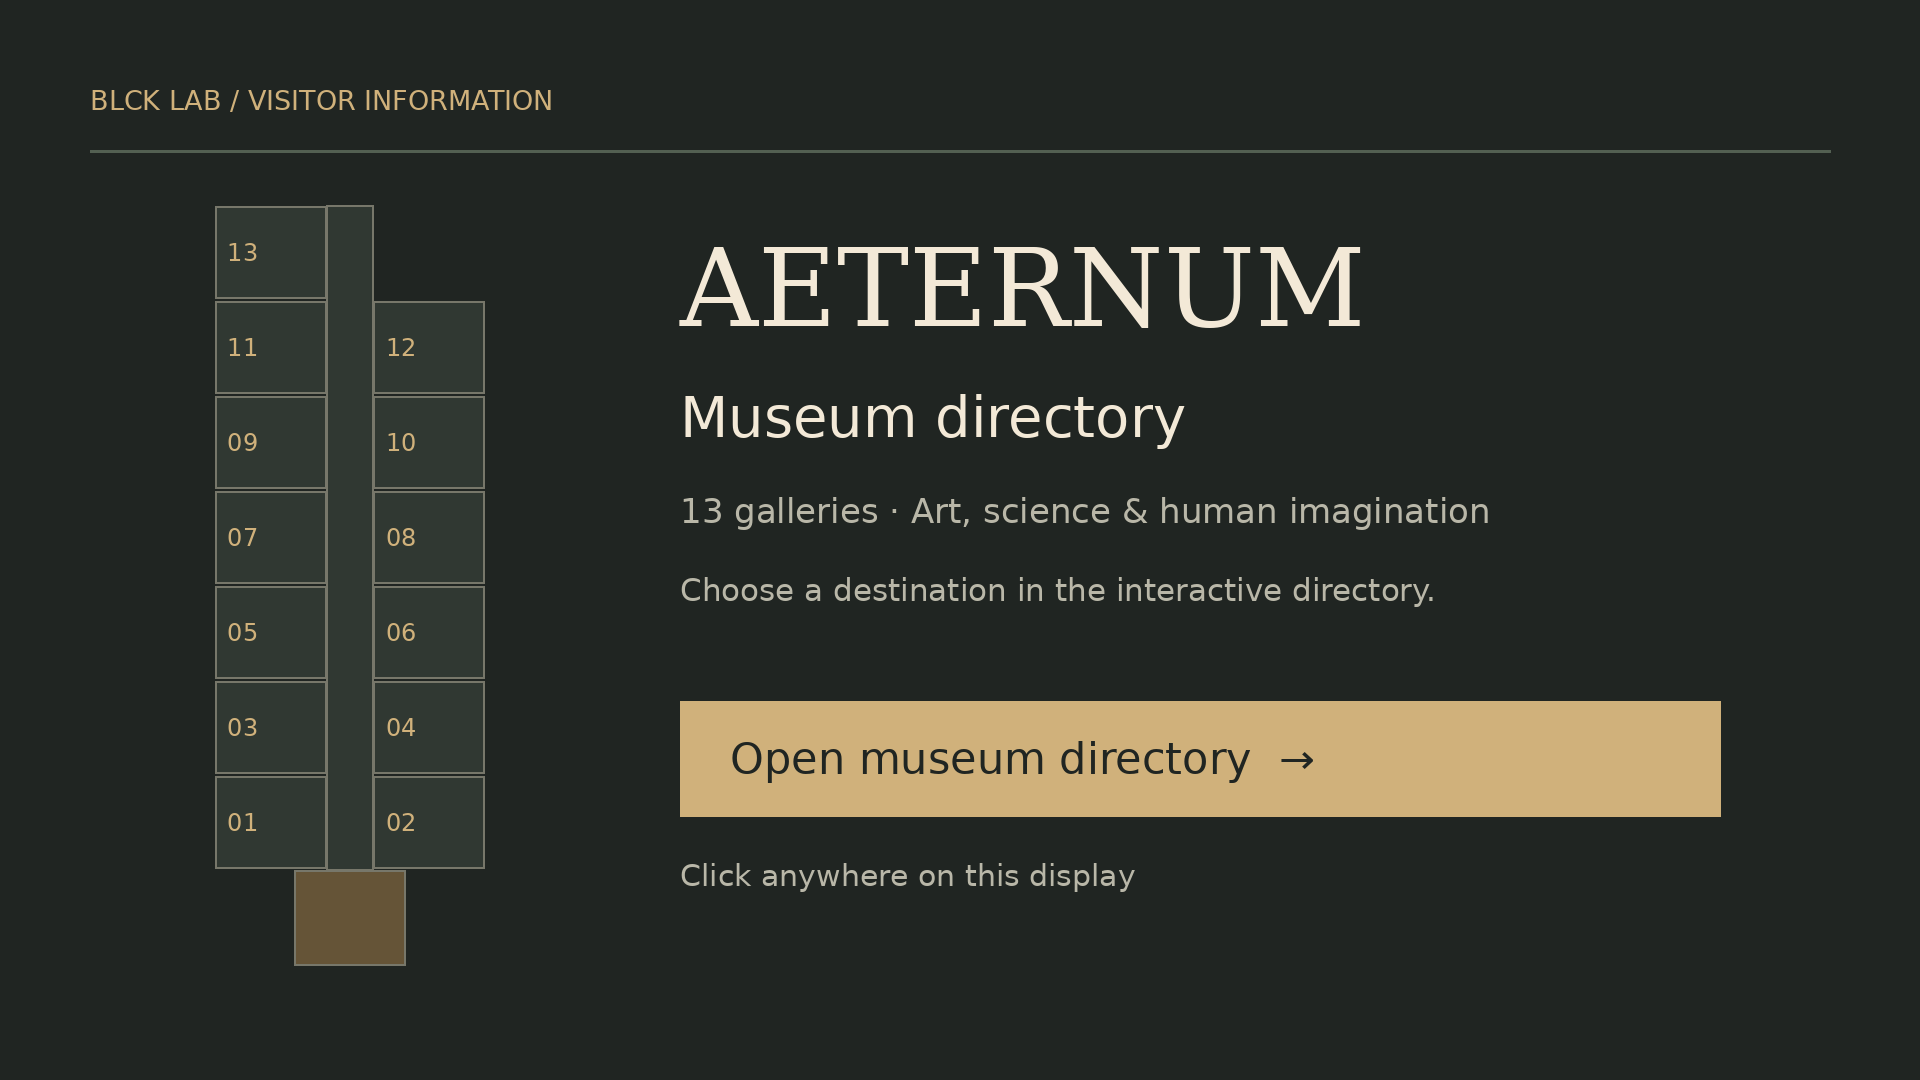 BLCK LAB / VISITOR INFORMATION
13
11
12
09
10
07
08
05
06
03
04
01
02
AETERNUM
Museum directory
13 galleries · Art, science & human imagination
Choose a destination in the interactive directory.
Open museum directory →
Click anywhere on this display